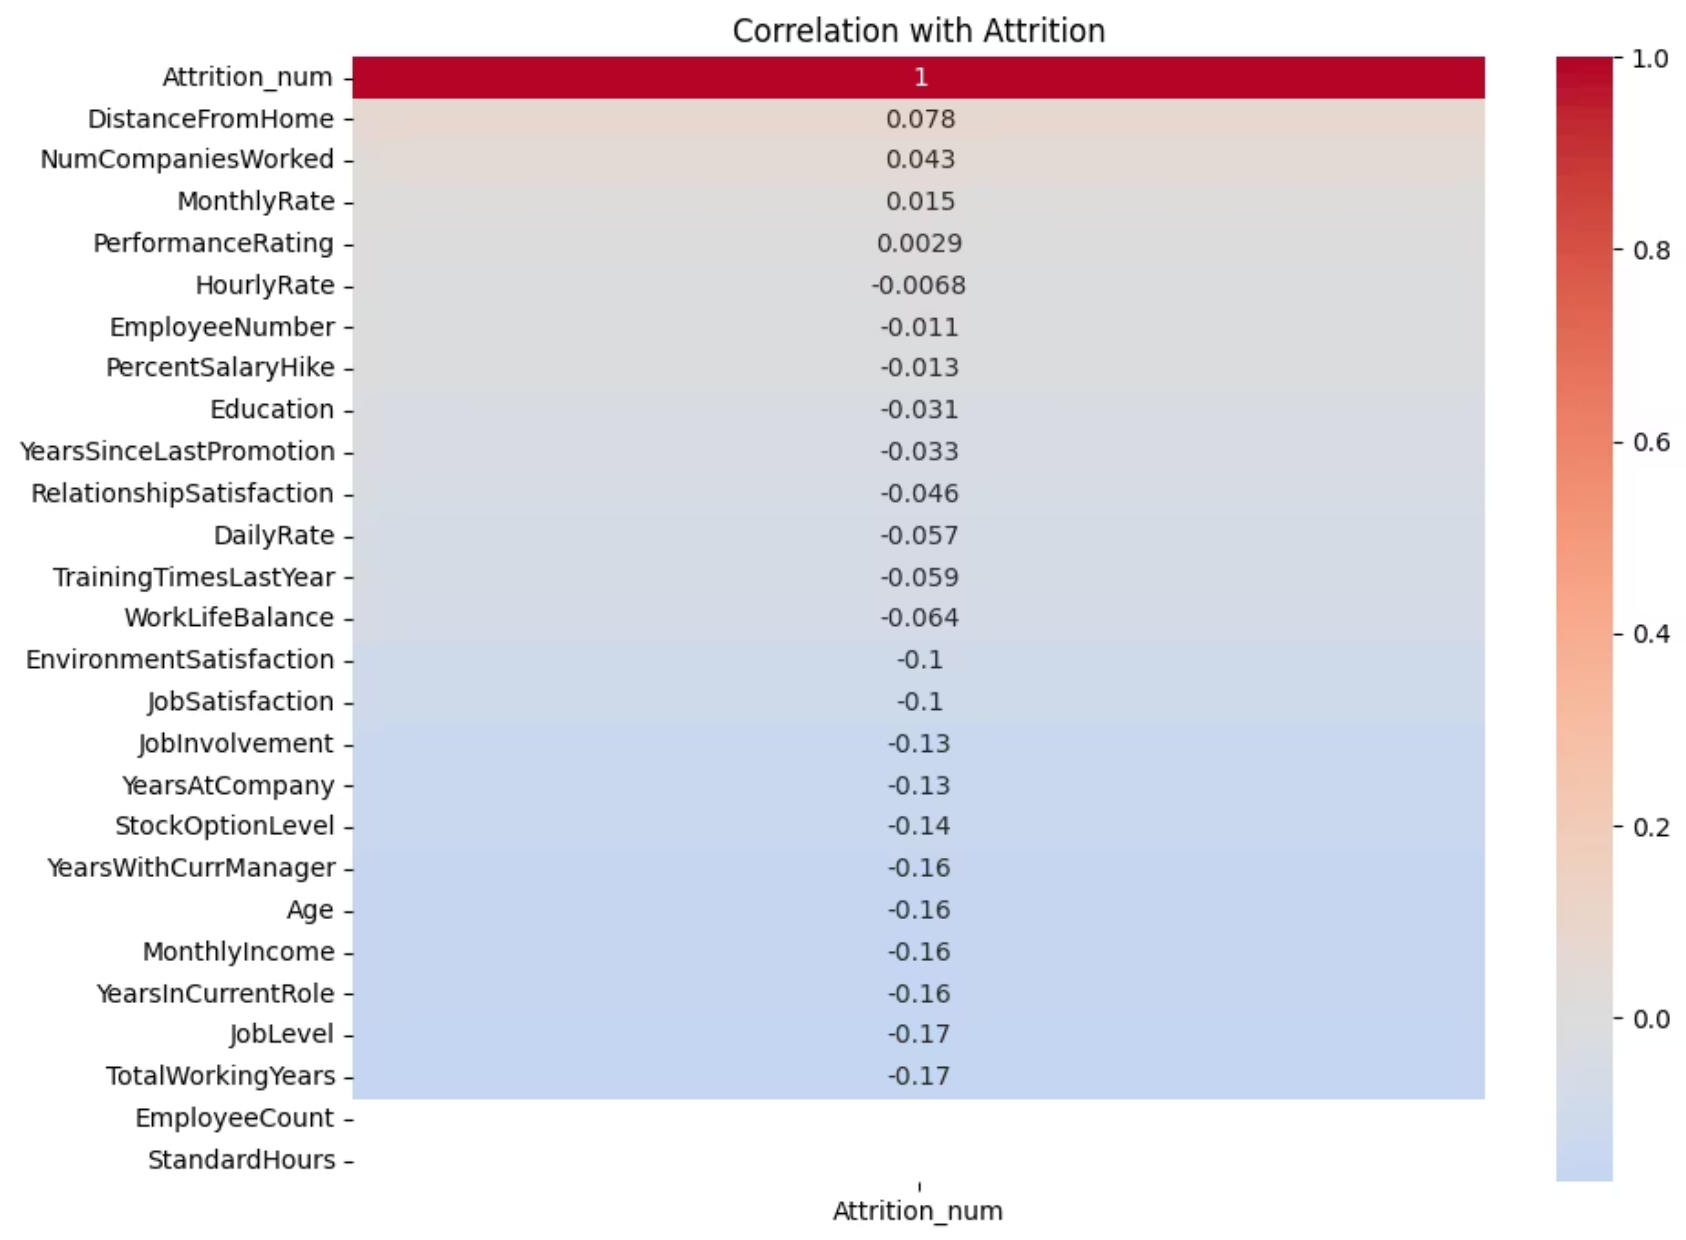 Correlation with Attrition
Attrition_num 1
DistanceFromHome 0.078
NumCompaniesWorked 0.043
MonthlyRate 0.015
PerformanceRating 0.0029
HourlyRate -0.0068
EmployeeNumber -0.011
PercentSalaryHike -0.013
Education -0.031
YearsSinceLastPromotion -0.033
RelationshipSatisfaction -0.046
DailyRate -0.057
TrainingTimesLastYear -0.059
WorkLifeBalance -0.064
EnvironmentSatisfaction -0.1
JobSatisfaction -0.1
JobInvolvement -0.13
YearsAtCompany -0.13
StockOptionLevel -0.14
YearsWithCurrManager -0.16
Age -0.16
MonthlyIncome -0.16
YearsInCurrentRole -0.16
JobLevel -0.17
TotalWorkingYears -0.17
EmployeeCount
StandardHours
Attrition_num
1.0
0.8
0.6
0.4
0.2
0.0